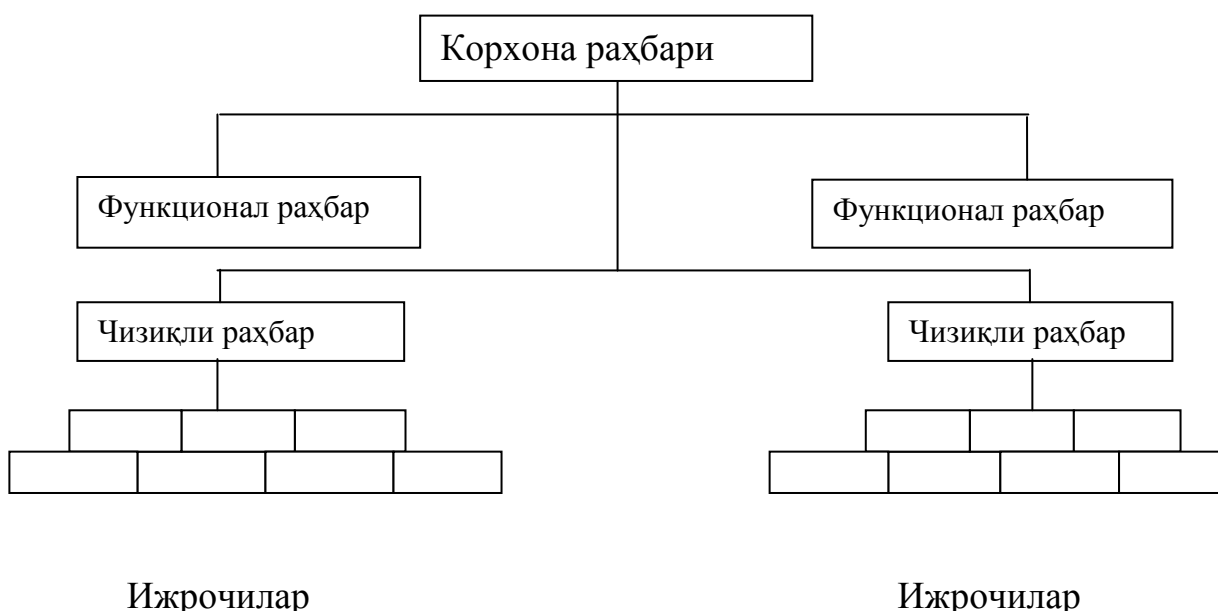 Корхона раҳбари
Функционал раҳбар
Функционал раҳбар
Чизиқли раҳбар
Чизиқли раҳбар
Ижрочилар
Ижрочилар